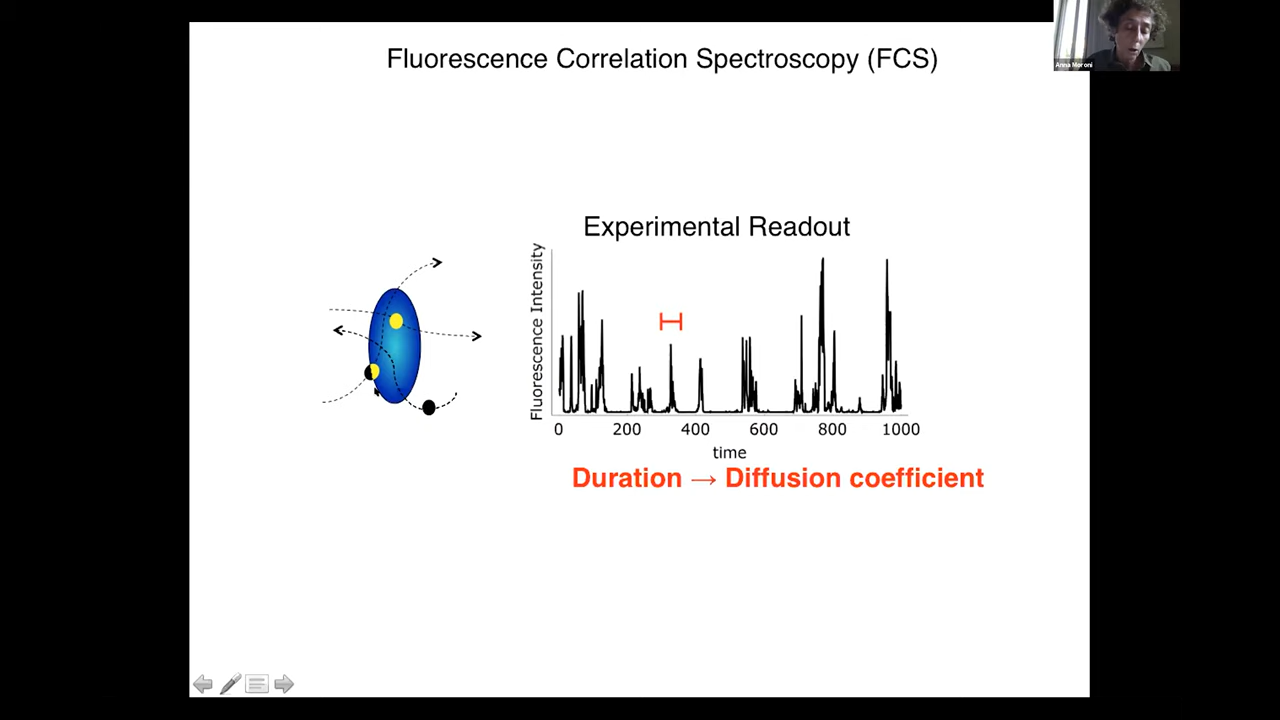 Fluorescence Correlation Spectroscopy (FCS)
Anna Moroni
Experimental Readout
Fluorescence Intensity
0 200 400 600 800 1000
time
Duration → Diffusion coefficient